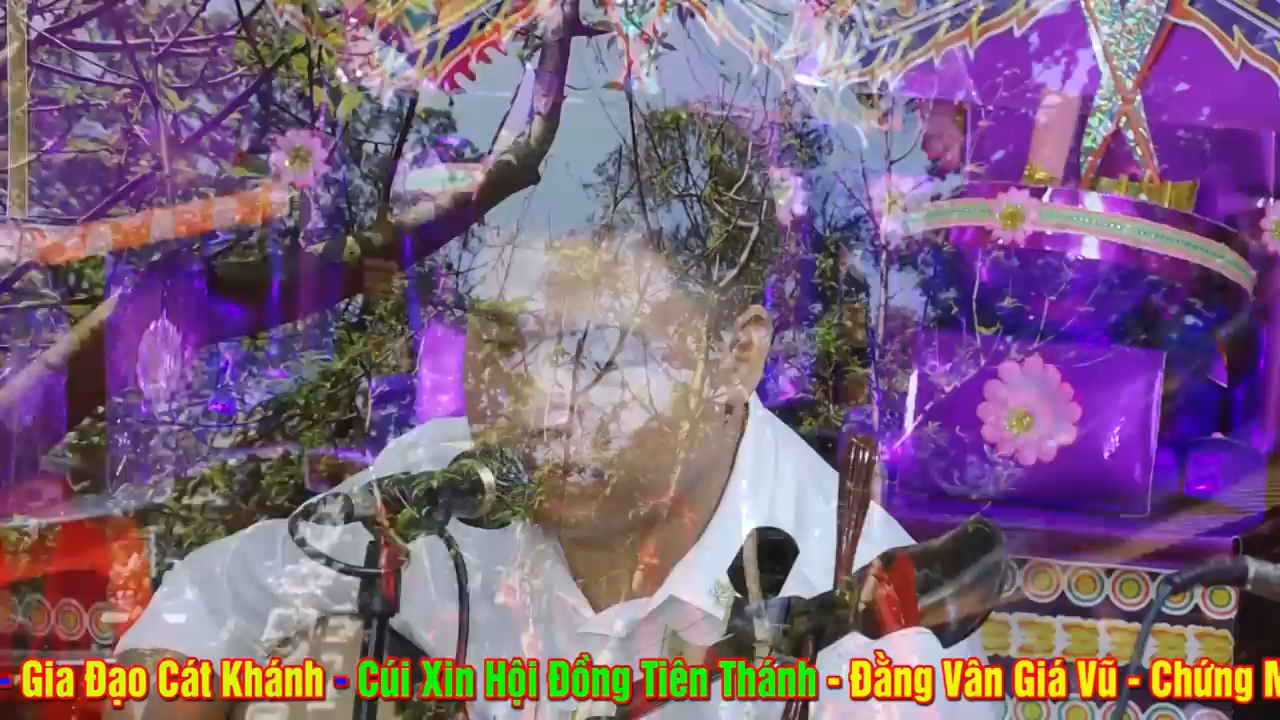 - Gia Đạo Cát Khánh - Cúi Xin Hội Đồng Tiên Thánh - Đằng Vân Giá Vũ - Chứng